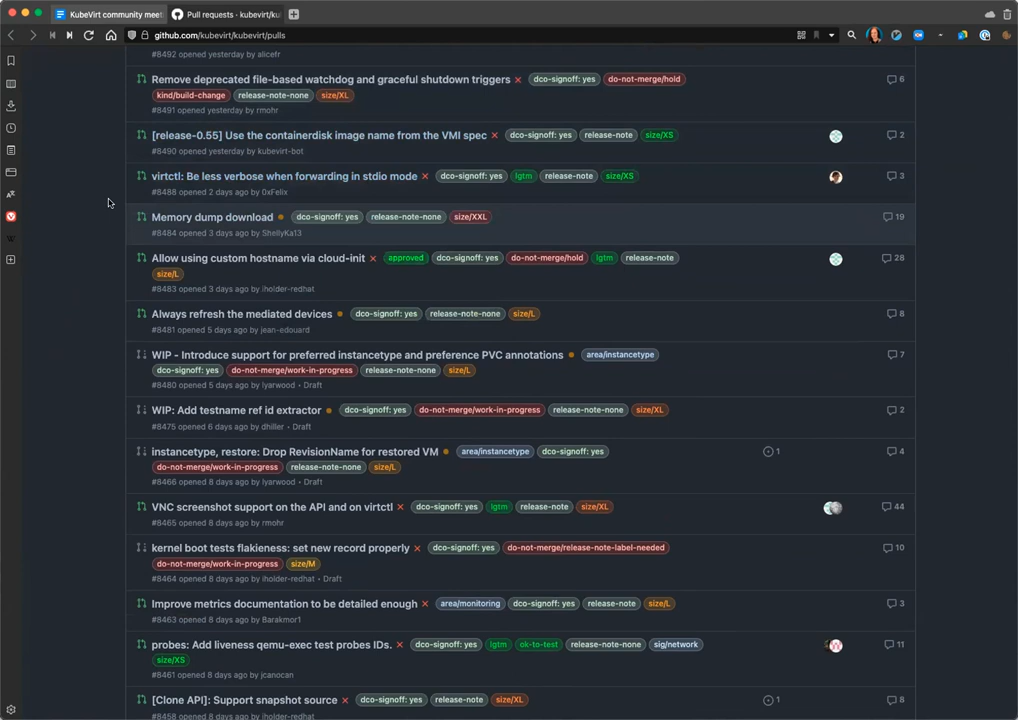 KubeVirt community meet
Pull requests · kubevirt/ku
github.com/kubevirt/kubevirt/pulls
#8492 opened yesterday by alicefr
Remove deprecated file-based watchdog and graceful shutdown triggers dco-signoff: yes do-not-merge/hold 6
kind/build-change release-note-none size/XL
#8491 opened yesterday by rmohr
[release-0.55] Use the containerdisk image name from the VMI spec dco-signoff: yes release-note size/XS 2
#8490 opened yesterday by kubevirt-bot
virtctl: Be less verbose when forwarding in stdio mode dco-signoff: yes lgtm release-note size/XS 3
#8488 opened 2 days ago by 0xFelix
Memory dump download dco-signoff: yes release-note-none size/XXL 19
#8484 opened 3 days ago by ShellyKa13
Allow using custom hostname via cloud-init approved dco-signoff: yes do-not-merge/hold lgtm release-note 28
size/L
#8483 opened 3 days ago by iholder-redhat
Always refresh the mediated devices dco-signoff: yes release-note-none size/L 8
#8481 opened 5 days ago by jean-edouard
WIP - Introduce support for preferred instancetype and preference PVC annotations area/instancetype 7
dco-signoff: yes do-not-merge/work-in-progress release-note-none size/L
#8480 opened 5 days ago by lyarwood • Draft
WIP: Add testname ref id extractor dco-signoff: yes do-not-merge/work-in-progress release-note-none size/XL 2
#8475 opened 6 days ago by dhiller • Draft
instancetype, restore: Drop RevisionName for restored VM area/instancetype dco-signoff: yes 1 4
do-not-merge/work-in-progress release-note-none size/L
#8466 opened 8 days ago by lyarwood • Draft
VNC screenshot support on the API and on virtctl dco-signoff: yes lgtm release-note size/XL 44
#8465 opened 8 days ago by rmohr
kernel boot tests flakieness: set new record properly dco-signoff: yes do-not-merge/release-note-label-needed 10
do-not-merge/work-in-progress size/M
#8464 opened 8 days ago by iholder-redhat • Draft
Improve metrics documentation to be detailed enough area/monitoring dco-signoff: yes release-note size/L 3
#8463 opened 8 days ago by Barakmor1
probes: Add liveness qemu-exec test probes IDs. dco-signoff: yes lgtm ok-to-test release-note-none sig/network 11
size/XS
#8461 opened 8 days ago by jcanocan
[Clone API]: Support snapshot source dco-signoff: yes release-note size/XL 1 8
#8458 opened 8 days ago by iholder-redhat